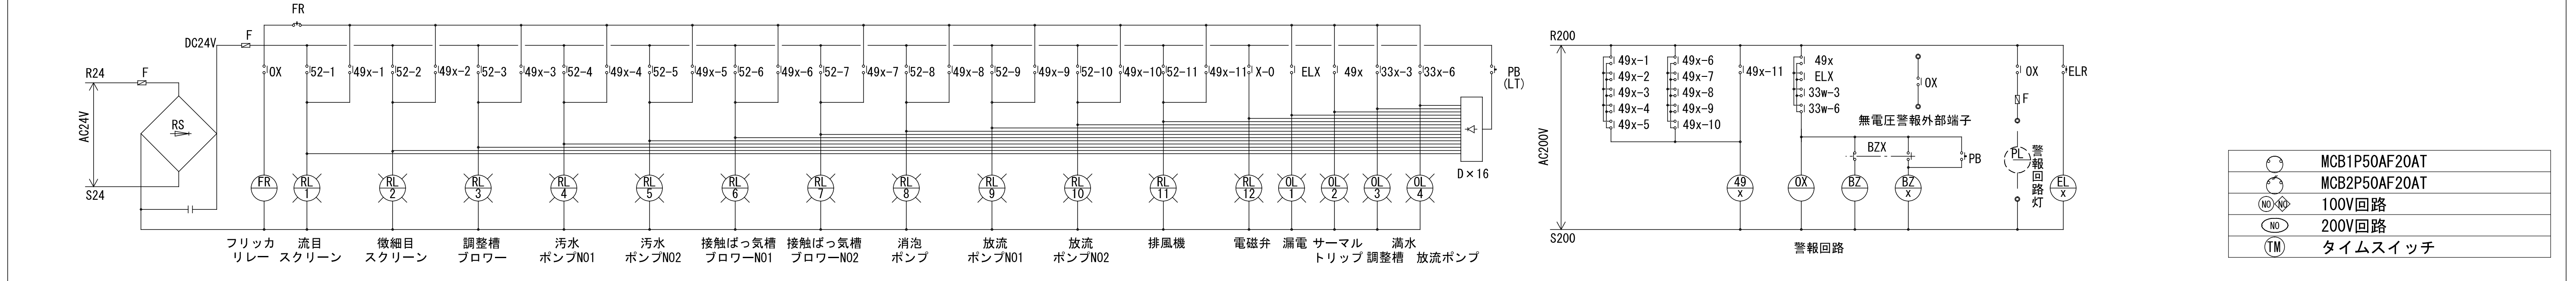 FR
DC24V
F
R24
F
AC24V
RS
S24
OX
52-1
49x-1
52-2
49x-2
52-3
49x-3
52-4
49x-4
52-5
49x-5
52-6
49x-6
52-7
49x-7
52-8
49x-8
52-9
49x-9
52-10
49x-10
52-11
49x-11
X-0
ELX
49x
33x-3
33x-6
PB
(LT)
D×16
FR
RL 1
RL 2
RL 3
RL 4
RL 5
RL 6
RL 7
RL 8
RL 9
RL 10
RL 11
RL 12
OL 1
OL 2
OL 3
OL 4
フリッカ
リレー
流目
スクリーン
微細目
スクリーン
調整槽
ブロワー
汚水
ポンプNO1
汚水
ポンプNO2
接触ばっ気槽
ブロワーNO1
接触ばっ気槽
ブロワーNO2
消泡
ポンプ
放流
ポンプNO1
放流
ポンプNO2
排風機
電磁弁
漏電
サーマル
トリップ
満水
調整槽
放流ポンプ
R200
AC200V
S200
49x-1
49x-2
49x-3
49x-4
49x-5
49x-6
49x-7
49x-8
49x-9
49x-10
49x-11
49x
ELX
33w-3
33w-6
OX
無電圧警報外部端子
OX
F
ELR
BZX
PB
PL
警報回路灯
49 x
OX
BZ
BZ x
EL x
警報回路
MCB1P50AF20AT
MCB2P50AF20AT
NO NO 100V回路
NO 200V回路
TM タイムスイッチ